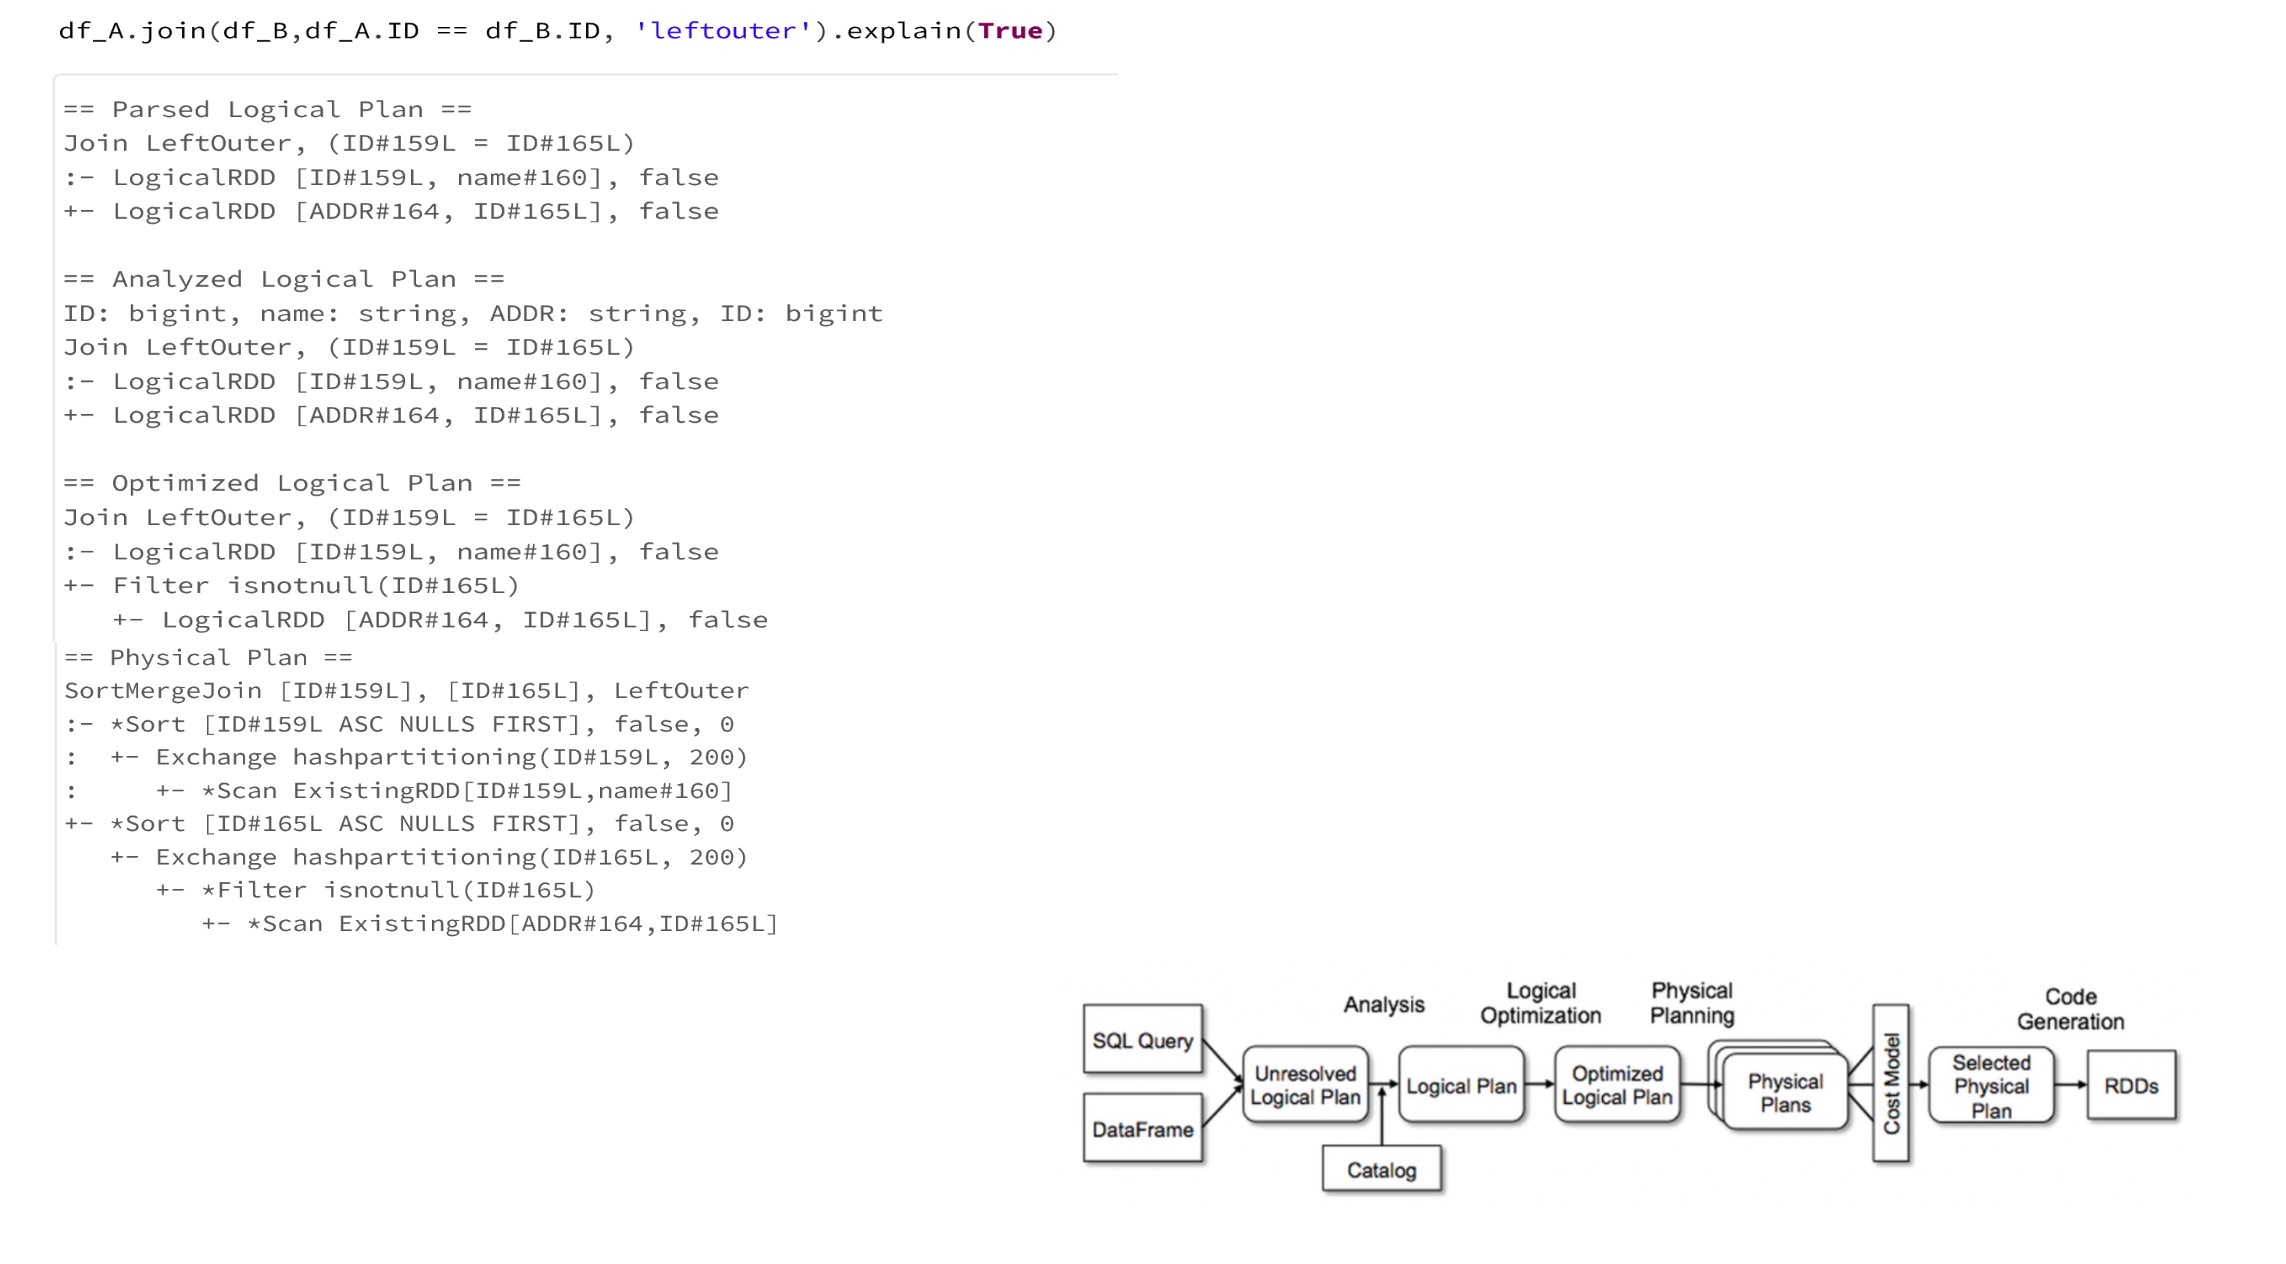 df_A.join(df_B,df_A.ID == df_B.ID, 'leftouter').explain(True)
== Parsed Logical Plan ==
Join LeftOuter, (ID#159L = ID#165L)
:- LogicalRDD [ID#159L, name#160], false
+- LogicalRDD [ADDR#164, ID#165L], false
== Analyzed Logical Plan ==
ID: bigint, name: string, ADDR: string, ID: bigint
Join LeftOuter, (ID#159L = ID#165L)
:- LogicalRDD [ID#159L, name#160], false
+- LogicalRDD [ADDR#164, ID#165L], false
== Optimized Logical Plan ==
Join LeftOuter, (ID#159L = ID#165L)
:- LogicalRDD [ID#159L, name#160], false
+- Filter isnotnull(ID#165L)
   +- LogicalRDD [ADDR#164, ID#165L], false
== Physical Plan ==
SortMergeJoin [ID#159L], [ID#165L], LeftOuter
:- *Sort [ID#159L ASC NULLS FIRST], false, 0
:  +- Exchange hashpartitioning(ID#159L, 200)
:     +- *Scan ExistingRDD[ID#159L,name#160]
+- *Sort [ID#165L ASC NULLS FIRST], false, 0
   +- Exchange hashpartitioning(ID#165L, 200)
      +- *Filter isnotnull(ID#165L)
         +- *Scan ExistingRDD[ADDR#164,ID#165L]
SQL Query
DataFrame
Unresolved
Logical Plan
Analysis
Catalog
Logical Plan
Logical
Optimization
Optimized
Logical Plan
Physical
Planning
Physical
Plans
Cost Model
Selected
Physical
Plan
Code
Generation
RDDs